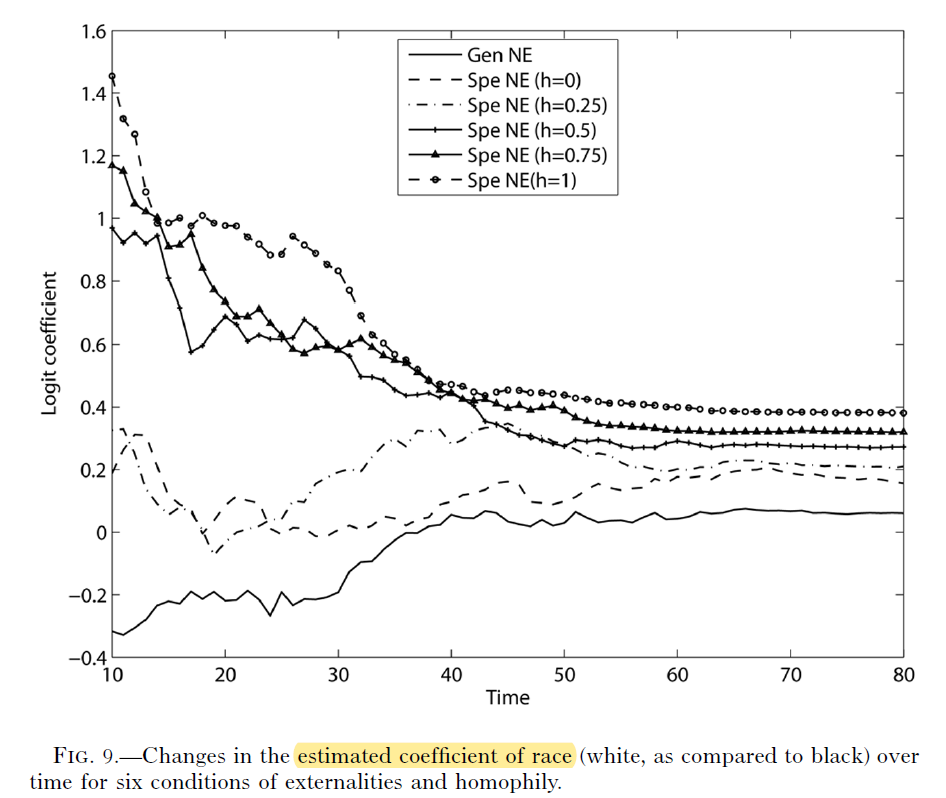 1.6
1.4
1.2
1
0.8
0.6
0.4
0.2
0
−0.2
−0.4
Logit coefficient
Gen NE
Spe NE (h=0)
Spe NE (h=0.25)
Spe NE (h=0.5)
Spe NE (h=0.75)
Spe NE(h=1)
10 20 30 40 50 60 70 80
Time
FIG. 9.—Changes in the estimated coefficient of race (white, as compared to black) over
time for six conditions of externalities and homophily.